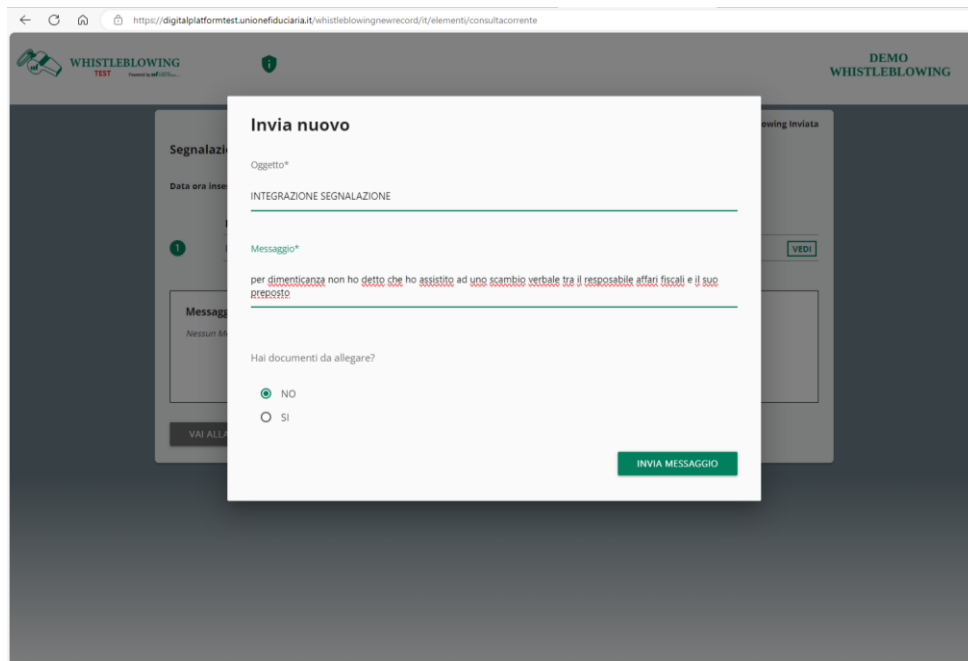 https://digitalplatformtest.unionefiduciaria.it/whistleblowingnewrecord/it/elementi/consultacorrente
WHISTLEBLOWING
TEST
DEMO
WHISTLEBLOWING
Invia nuovo
owing Inviata
Segnalazi
Oggetto*
Data ora inse
INTEGRAZIONE SEGNALAZIONE
1
Messaggio*
VEDI
per dimenticanza non ho detto che ho assistito ad uno scambio verbale tra il resposabile affari fiscali e il suo
preposto
Messagg
Nessun Me
Hai documenti da allegare?
NO
SI
VAI ALLA
INVIA MESSAGGIO